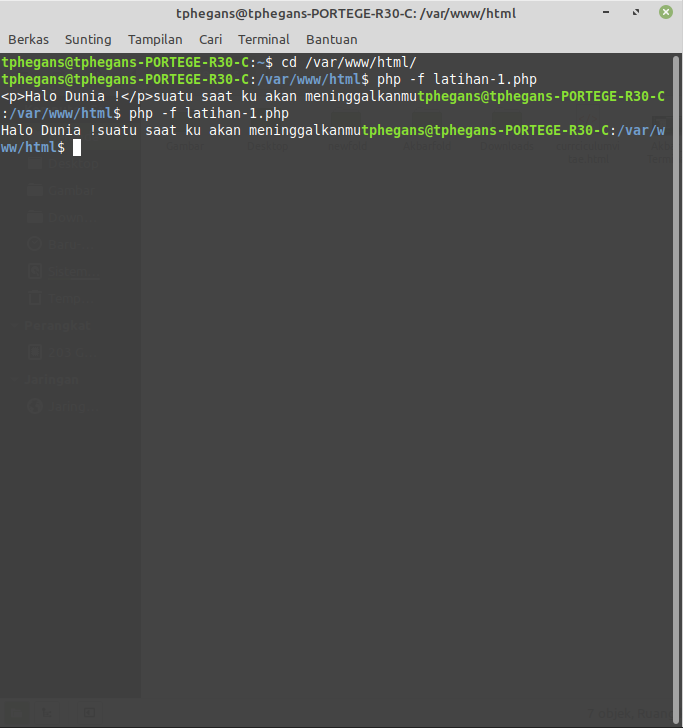 tphegans@tphegans-PORTEGE-R30-C: /var/www/html
Berkas Sunting Tampilan Cari Terminal Bantuan
tphegans@tphegans-PORTEGE-R30-C:~$ cd /var/www/html/
tphegans@tphegans-PORTEGE-R30-C:/var/www/html$ php -f latihan-1.php
<p>Halo Dunia !</p>suatu saat ku akan meninggalkanmutphegans@tphegans-PORTEGE-R30-C
:/var/www/html$ php -f latihan-1.php
Halo Dunia !suatu saat ku akan meninggalkanmutphegans@tphegans-PORTEGE-R30-C:/var/w
ww/html$